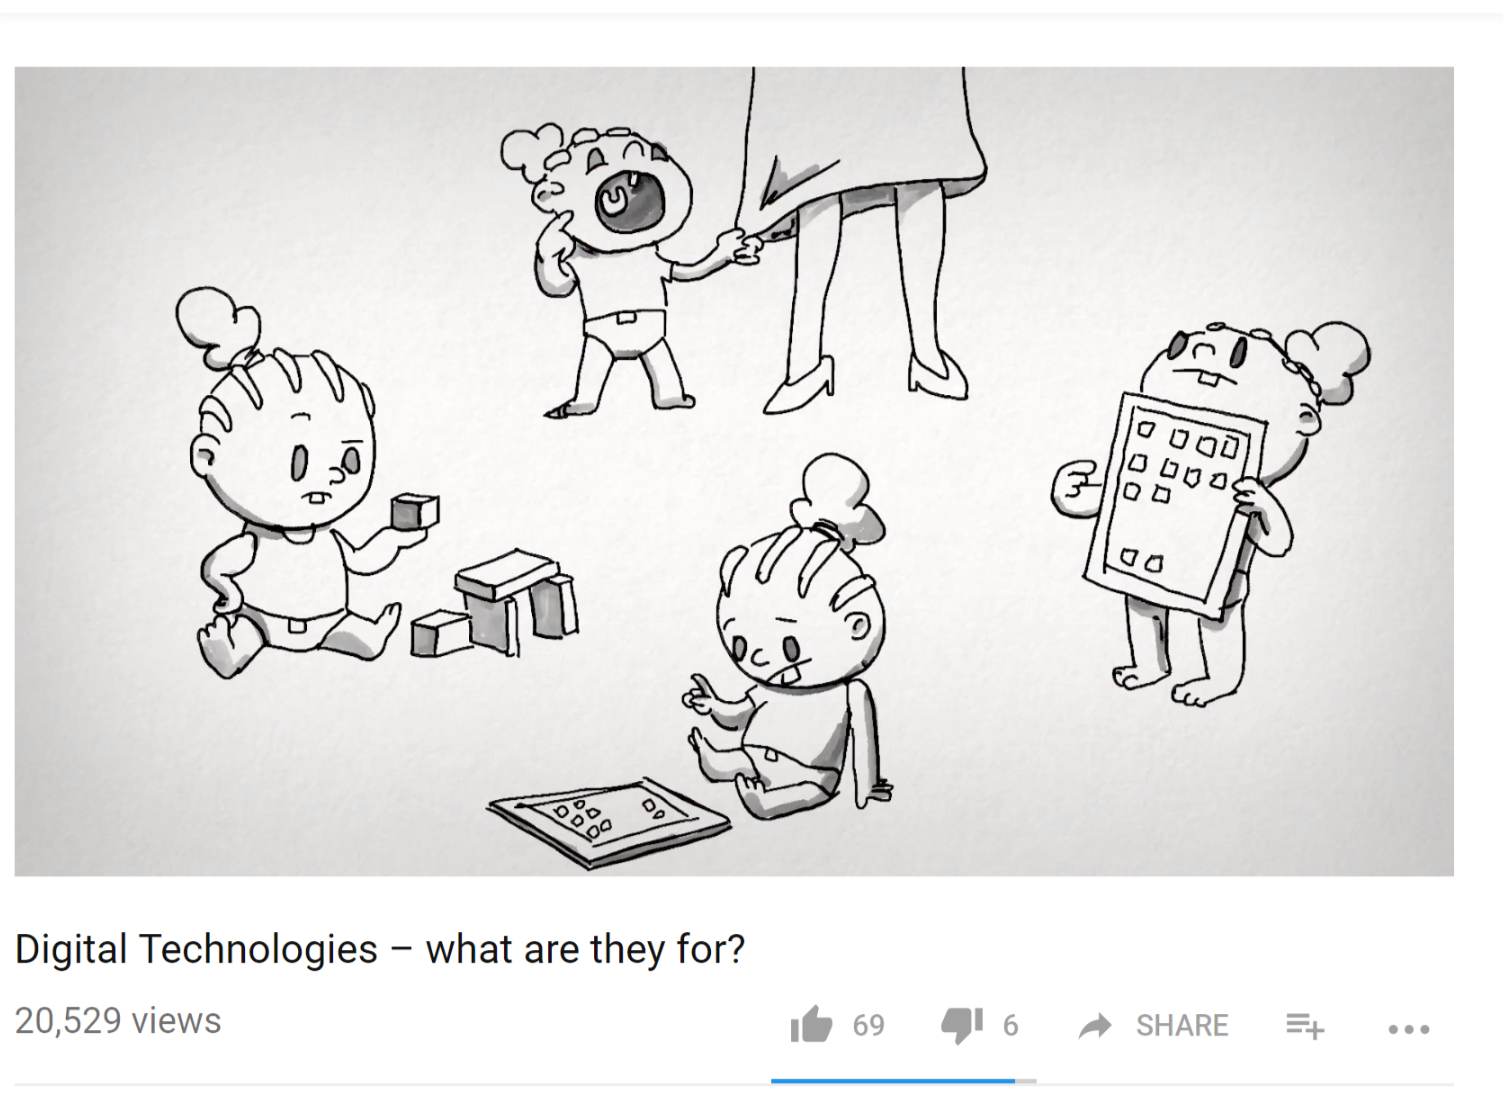 Digital Technologies – what are they for?
20,529 views
69
6
SHARE